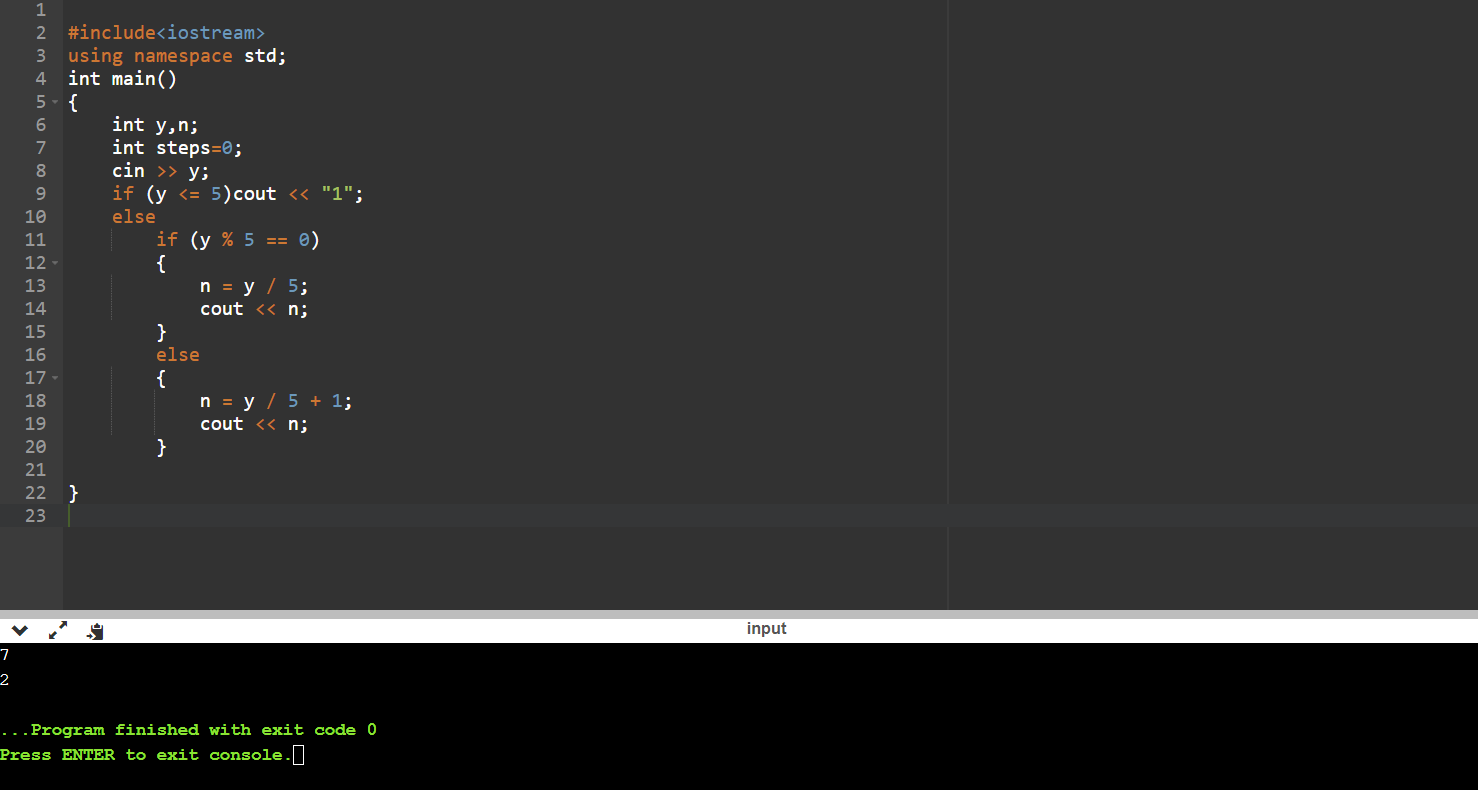 1
2 #include<iostream>
3 using namespace std;
4 int main()
5 {
6     int y,n;
7     int steps=0;
8     cin >> y;
9     if (y <= 5)cout << "1";
10     else
11         if (y % 5 == 0)
12         {
13             n = y / 5;
14             cout << n;
15         }
16         else
17         {
18             n = y / 5 + 1;
19             cout << n;
20         }
21
22 }
23
input
7
2
...Program finished with exit code 0
Press ENTER to exit console.